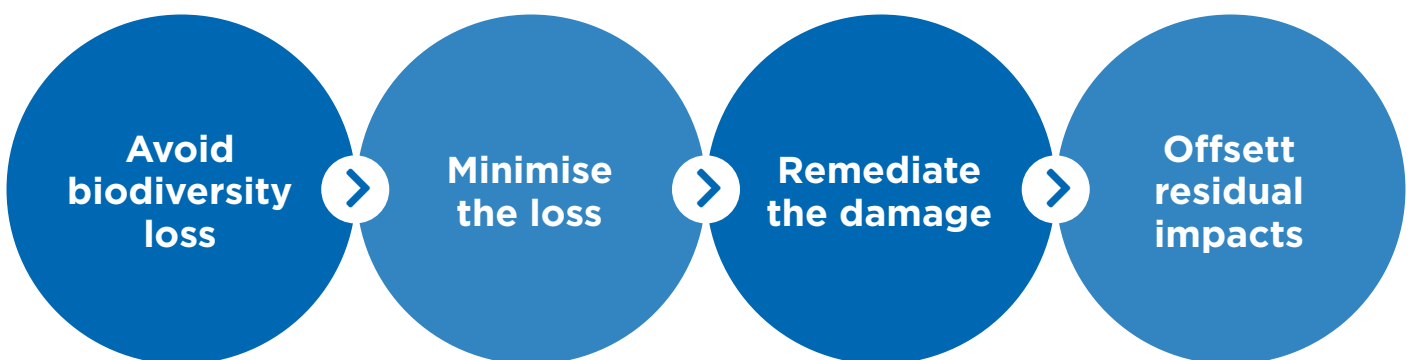 Avoid
biodiversity
loss
Minimise
the loss
Remediate
the damage
Offsett
residual
impacts